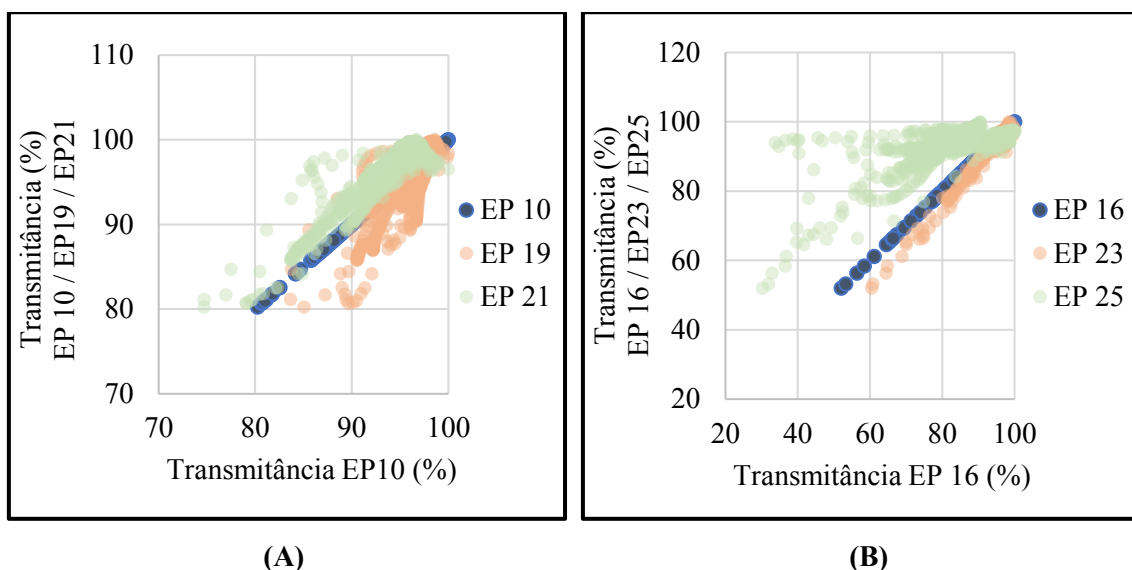 110
100
90
80
70
70 80 90 100
Transmitância (%)
EP 10 / EP19 / EP21
Transmitância EP10 (%)
EP 10
EP 19
EP 21
(A)
120
100
80
60
40
20
20 40 60 80 100
Transmitância (%)
EP 16 / EP23 / EP25
Transmitância EP 16 (%)
EP 16
EP 23
EP 25
(B)